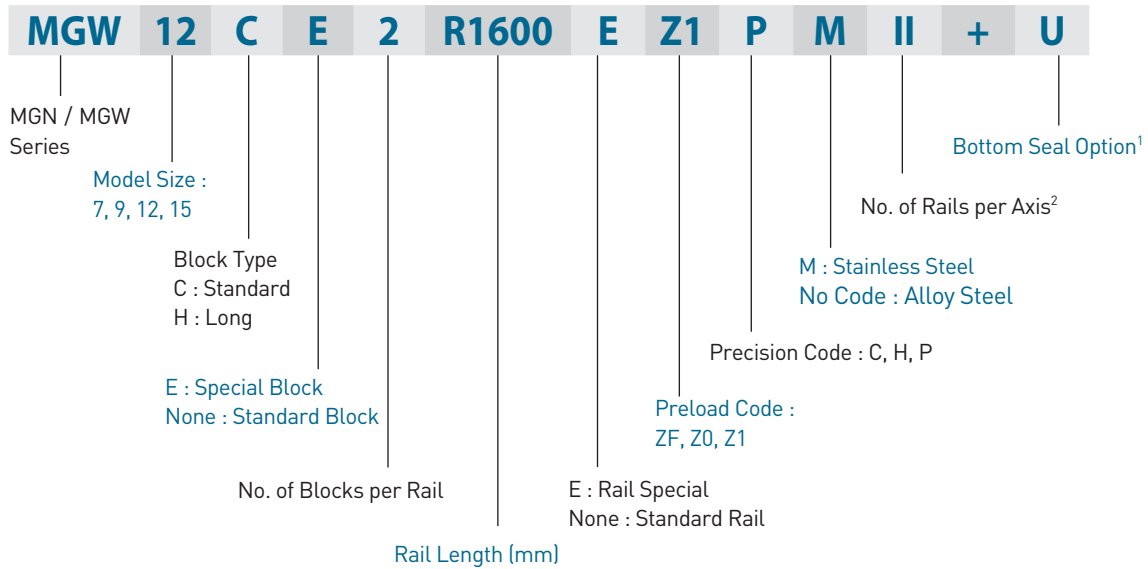 MGW 12 C E 2 R1600 E Z1 P M II + U
MGN / MGW
Series
Bottom Seal Option¹
Model Size :
7, 9, 12, 15
No. of Rails per Axis²
Block Type
C : Standard
H : Long
M : Stainless Steel
No Code : Alloy Steel
Precision Code : C, H, P
E : Special Block
None : Standard Block
Preload Code :
ZF, Z0, Z1
No. of Blocks per Rail
E : Rail Special
None : Standard Rail
Rail Length (mm)